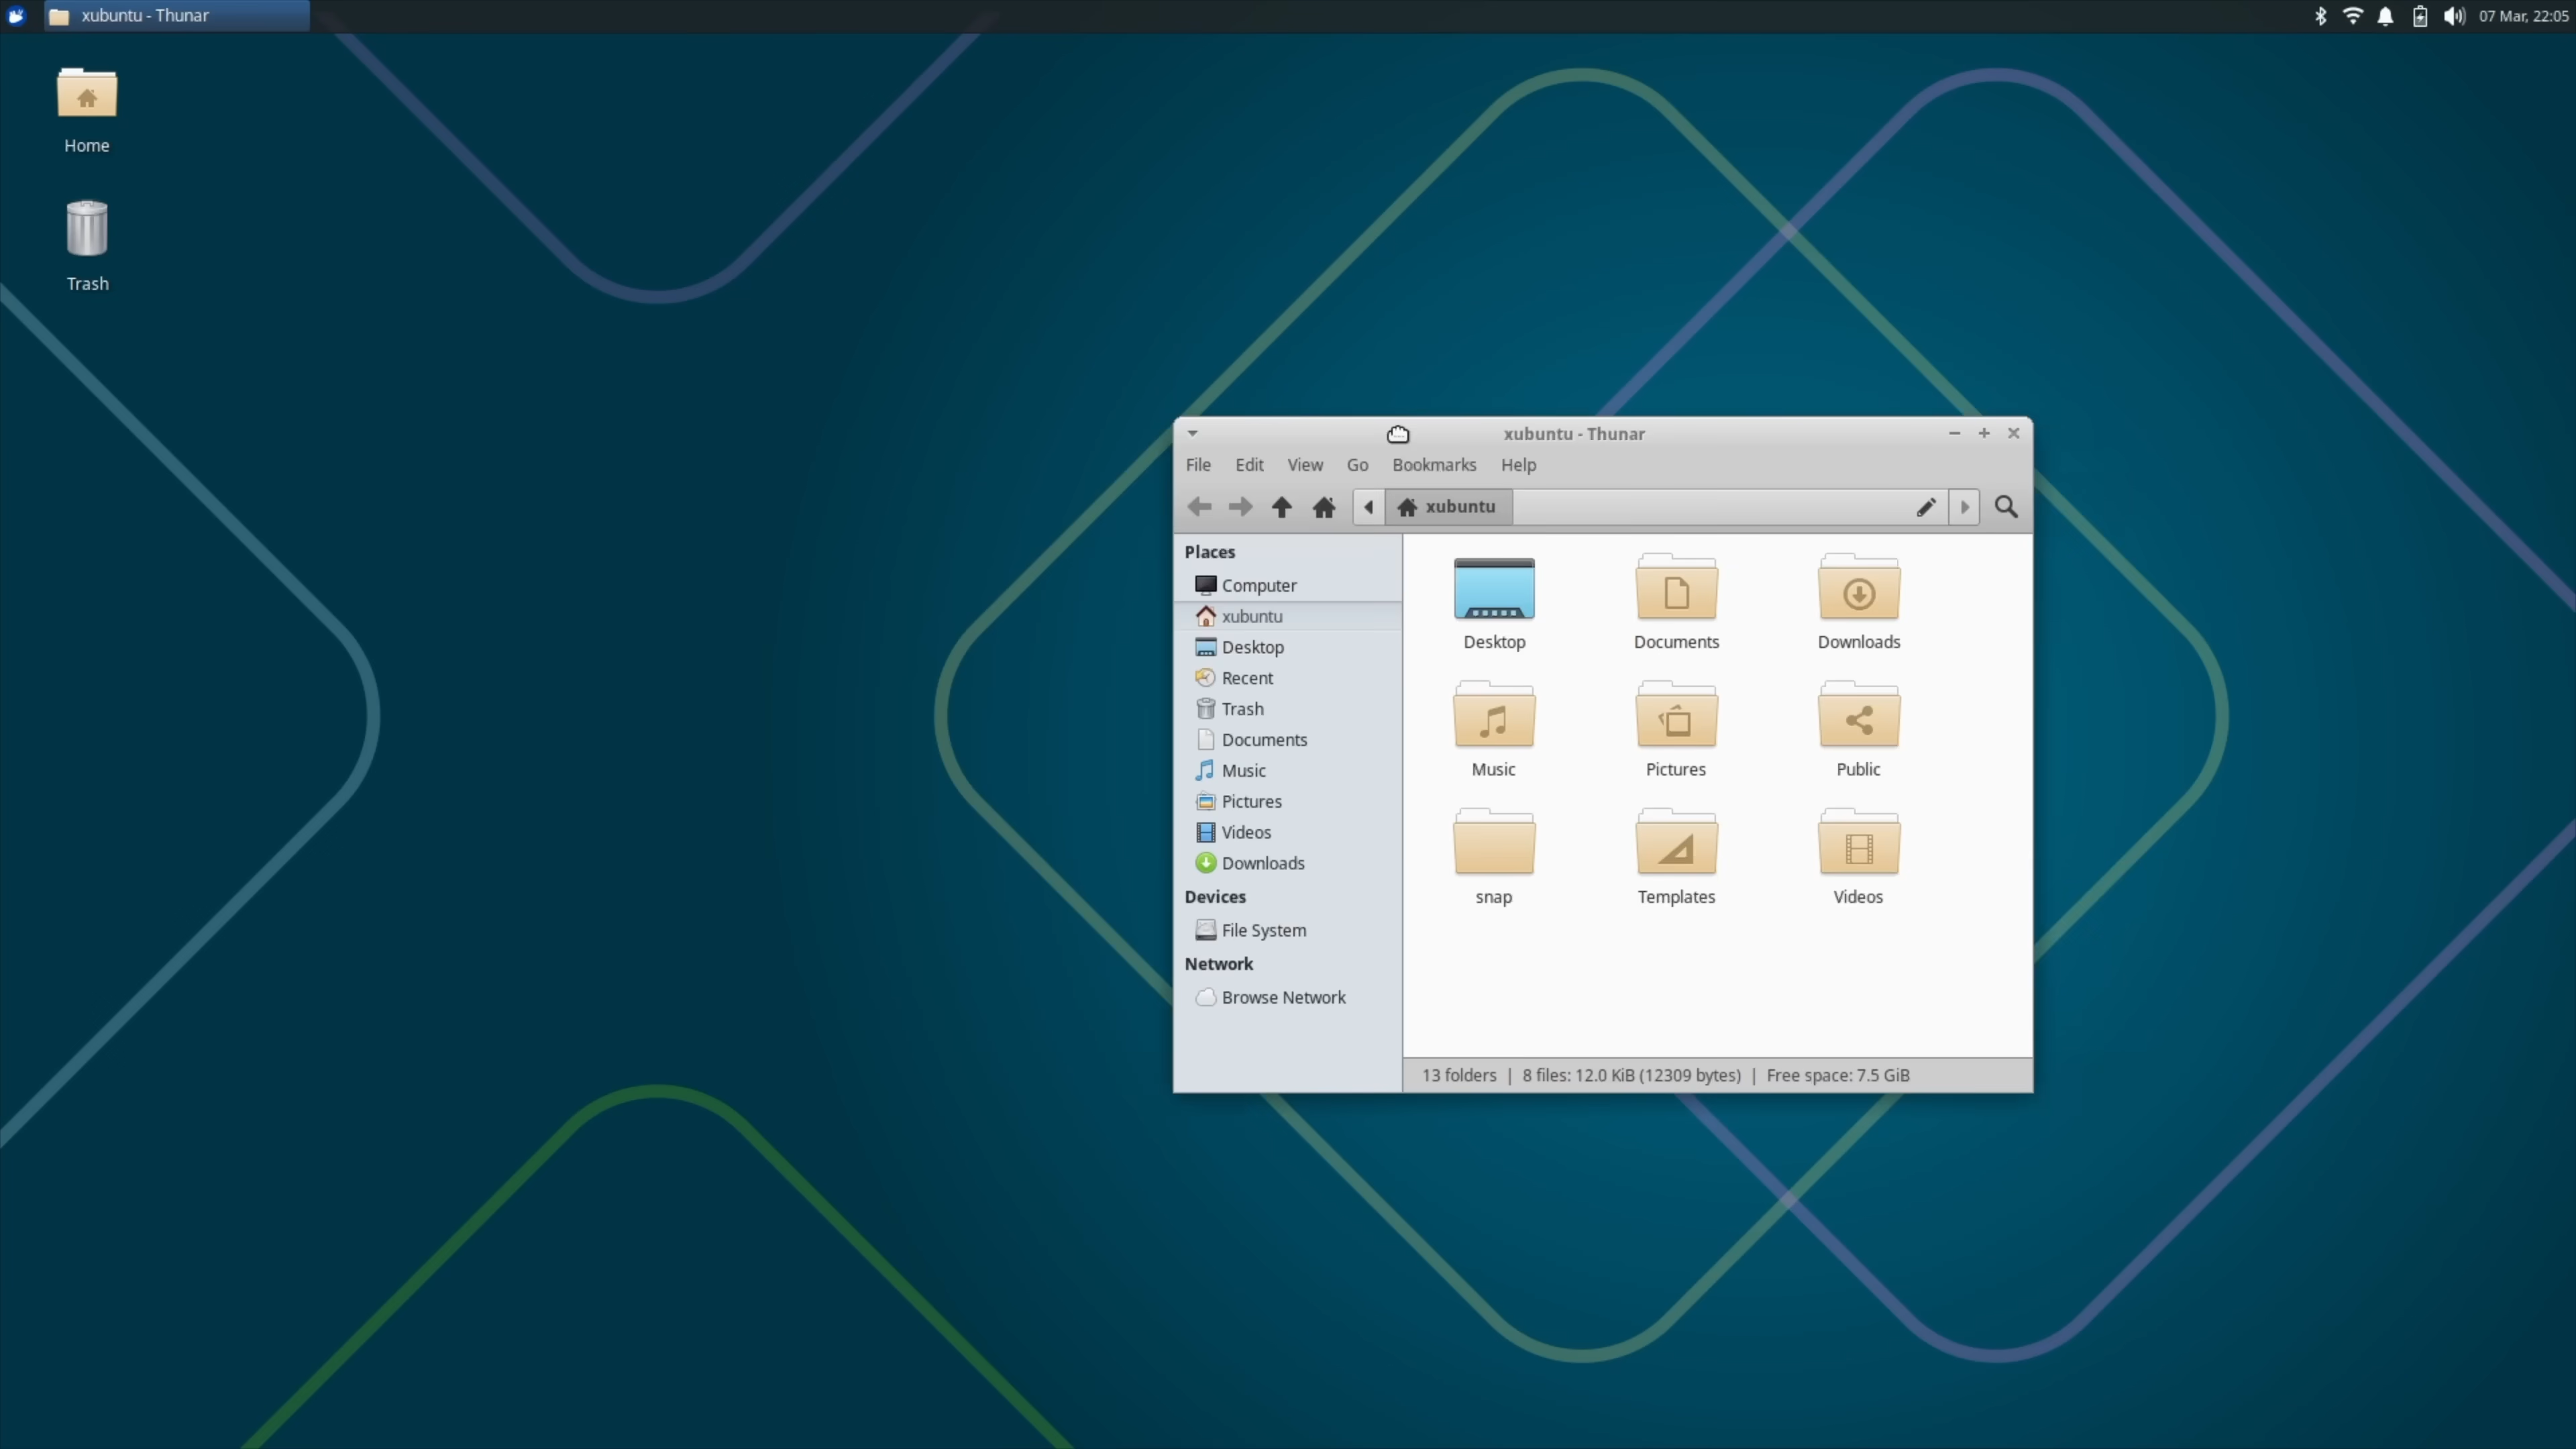 xubuntu - Thunar
07 Mar, 22:05
Home
Trash
xubuntu - Thunar
File Edit View Go Bookmarks Help
xubuntu
Places
Computer
xubuntu
Desktop
Recent
Trash
Documents
Music
Pictures
Videos
Downloads
Devices
File System
Network
Browse Network
Desktop Documents Downloads
Music Pictures Public
snap Templates Videos
13 folders | 8 files: 12.0 KiB (12309 bytes) | Free space: 7.5 GiB